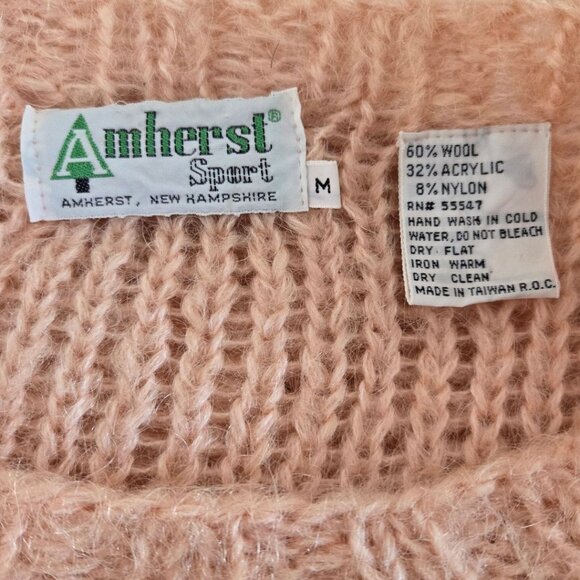 Amherst®
Sport
AMHERST, NEW HAMPSHIRE
M
60% WOOL
32% ACRYLIC
8% NYLON
RN# 55547
HAND WASH IN COLD
WATER, DO NOT BLEACH
DRY FLAT
IRON WARM
DRY CLEAN
MADE IN TAIWAN R.O.C.